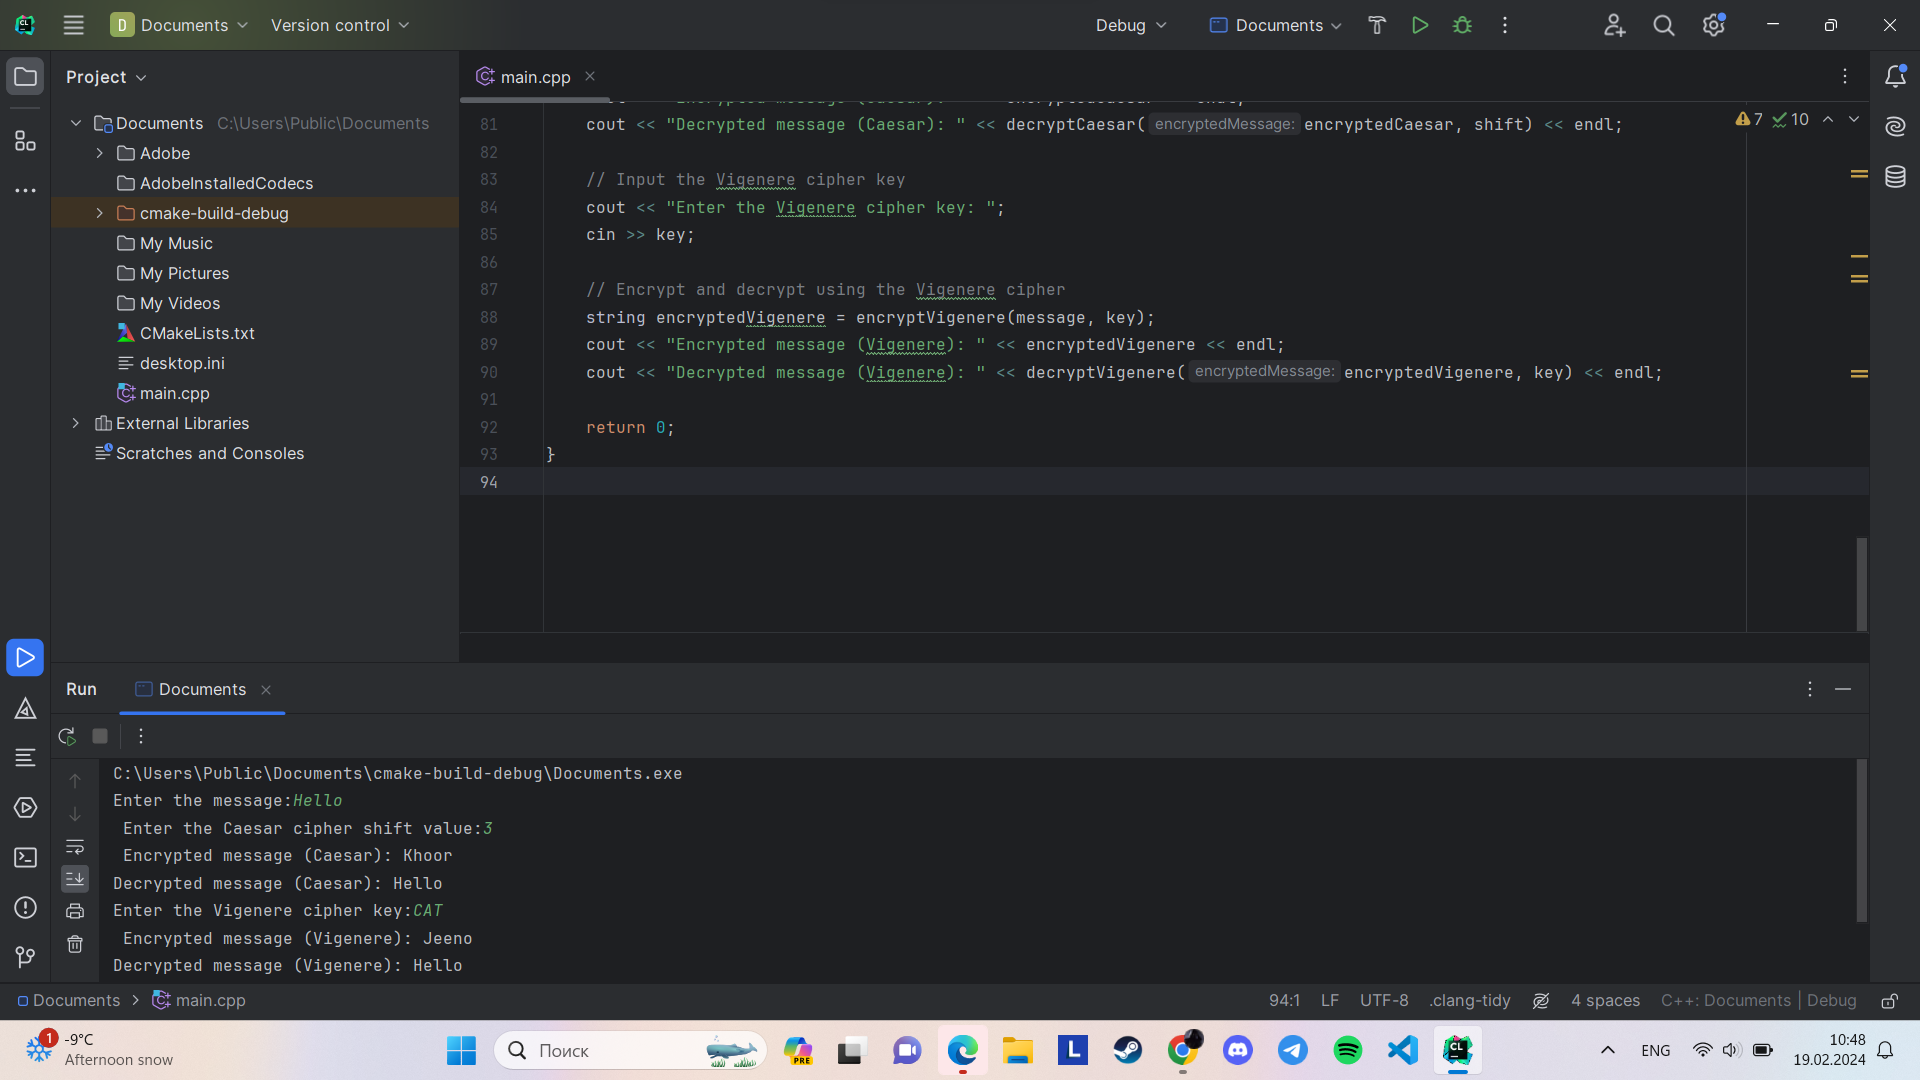 D Documents Version control Debug Documents
Project
main.cpp
Documents C:\Users\Public\Documents
Adobe
AdobeInstalledCodecs
cmake-build-debug
My Music
My Pictures
My Videos
CMakeLists.txt
desktop.ini
main.cpp
External Libraries
Scratches and Consoles
7 10
81 cout << "Decrypted message (Caesar): " << decryptCaesar( encryptedMessage: encryptedCaesar, shift) << endl;
82
83 // Input the Vigenere cipher key
84 cout << "Enter the Vigenere cipher key: ";
85 cin >> key;
86
87 // Encrypt and decrypt using the Vigenere cipher
88 string encryptedVigenere = encryptVigenere(message, key);
89 cout << "Encrypted message (Vigenere): " << encryptedVigenere << endl;
90 cout << "Decrypted message (Vigenere): " << decryptVigenere( encryptedMessage: encryptedVigenere, key) << endl;
91
92 return 0;
93 }
94
Run Documents
C:\Users\Public\Documents\cmake-build-debug\Documents.exe
Enter the message:Hello
Enter the Caesar cipher shift value:3
Encrypted message (Caesar): Khoor
Decrypted message (Caesar): Hello
Enter the Vigenere cipher key:CAT
Encrypted message (Vigenere): Jeeno
Decrypted message (Vigenere): Hello
Documents main.cpp 94:1 LF UTF-8 .clang-tidy 4 spaces C++: Documents | Debug
1 -9°C
Afternoon snow
Поиск
PRE
L
CL
ENG
10:48
19.02.2024